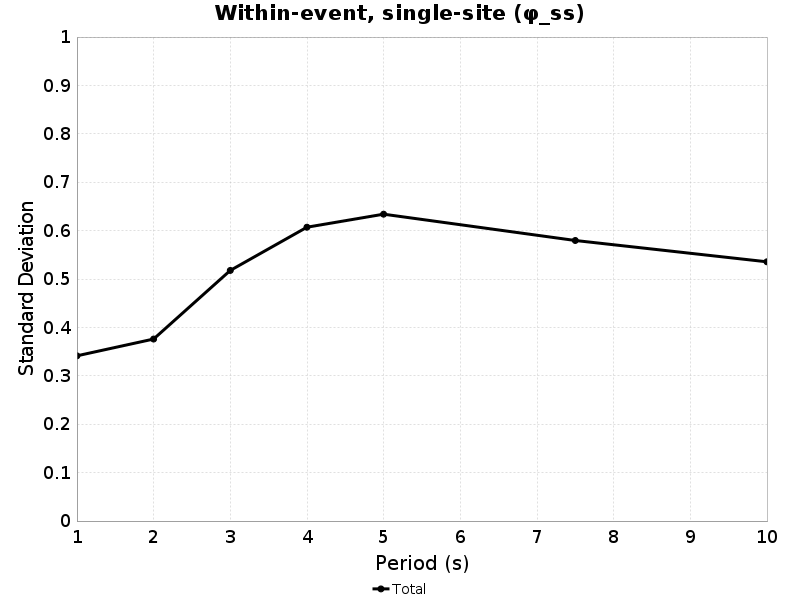 Within-event, single-site (φ_ss)
1
0.9
0.8
0.7
0.6
0.5
0.4
0.3
0.2
0.1
0
Standard Deviation
1 2 3 4 5 6 7 8 9 10
Period (s)
Total